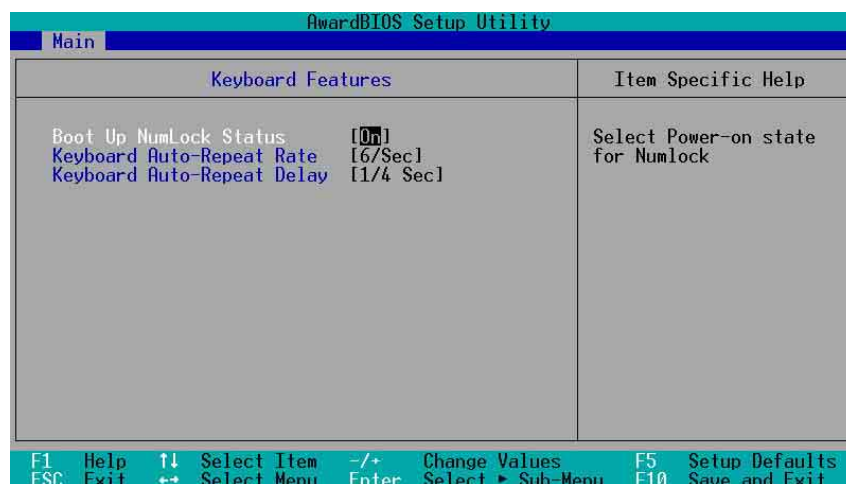 AwardBIOS Setup Utility
Main
Keyboard Features
Item Specific Help
Boot Up NumLock Status [On]
Keyboard Auto-Repeat Rate [6/Sec]
Keyboard Auto-Repeat Delay [1/4 Sec]
Select Power-on state
for Numlock
F1 Help ↑↓ Select Item -/+ Change Values F5 Setup Defaults
ESC Exit ←→ Select Menu Enter Select ► Sub-Menu F10 Save and Exit